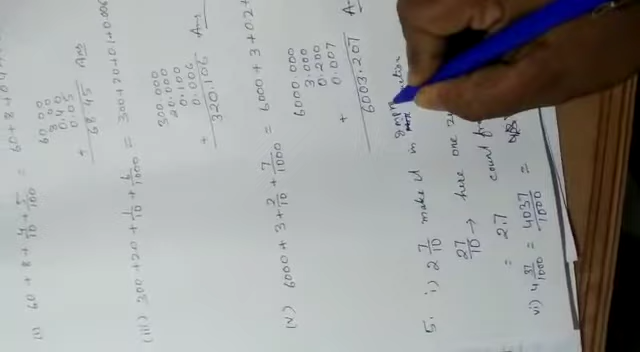 60 + 8 + 4/10 + 5/100 = 60 + 8 + 0.4
60.00
8.00
0.40
0.05
+
68.45 Ans
(iii) 300 + 20 + 1/10 + 6/1000 = 300 + 20 + 0.1 + 0.006
300.000
20.000
0.100
0.006
+
320.106 Ans
(v) 6000 + 3 + 2/10 + 7/1000 = 6000 + 3 + 0.2 +
6000.000
3.000
0.200
0.007
+
6003.207 Ans
5. i) 2 7/10 make it in
27/10 → here one
= 2.7 count
vi) 4 37/1000 = 4037/1000 =